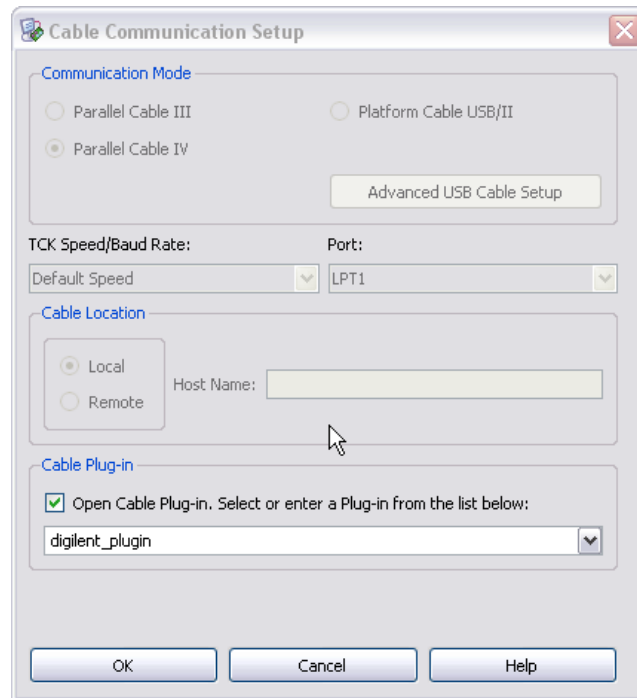 Cable Communication Setup
Communication Mode
Parallel Cable III
Platform Cable USB/II
Parallel Cable IV
Advanced USB Cable Setup
TCK Speed/Baud Rate:
Port:
Default Speed
LPT1
Cable Location
Local
Host Name:
Remote
Cable Plug-in
Open Cable Plug-in. Select or enter a Plug-in from the list below:
digilent_plugin
OK
Cancel
Help